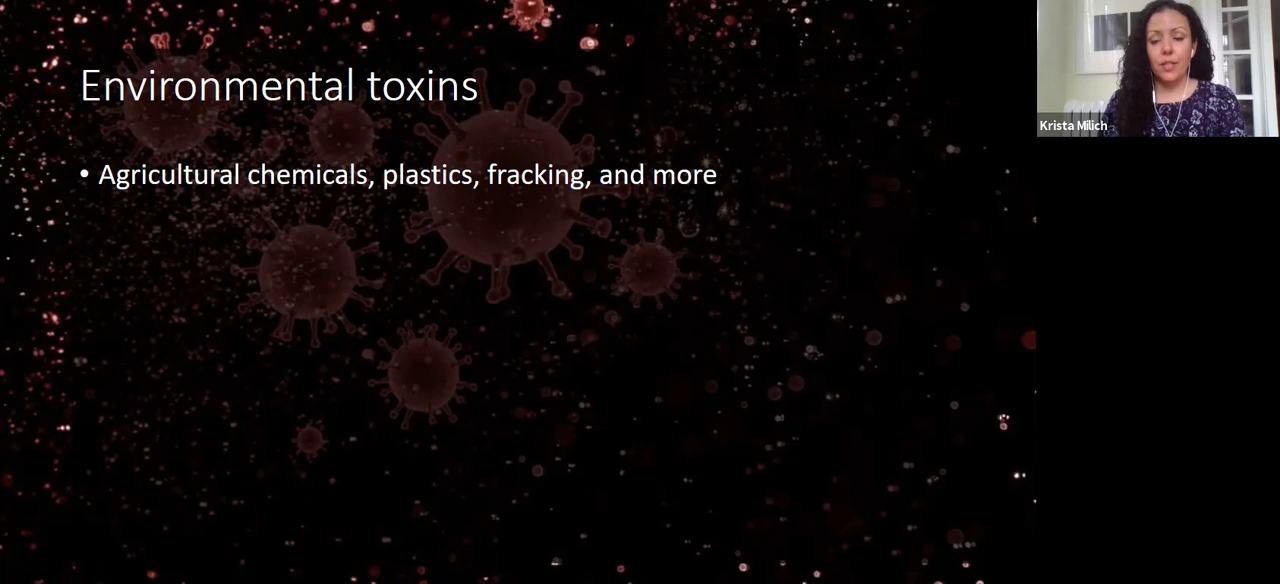 Environmental toxins
• Agricultural chemicals, plastics, fracking, and more
Krista Milich